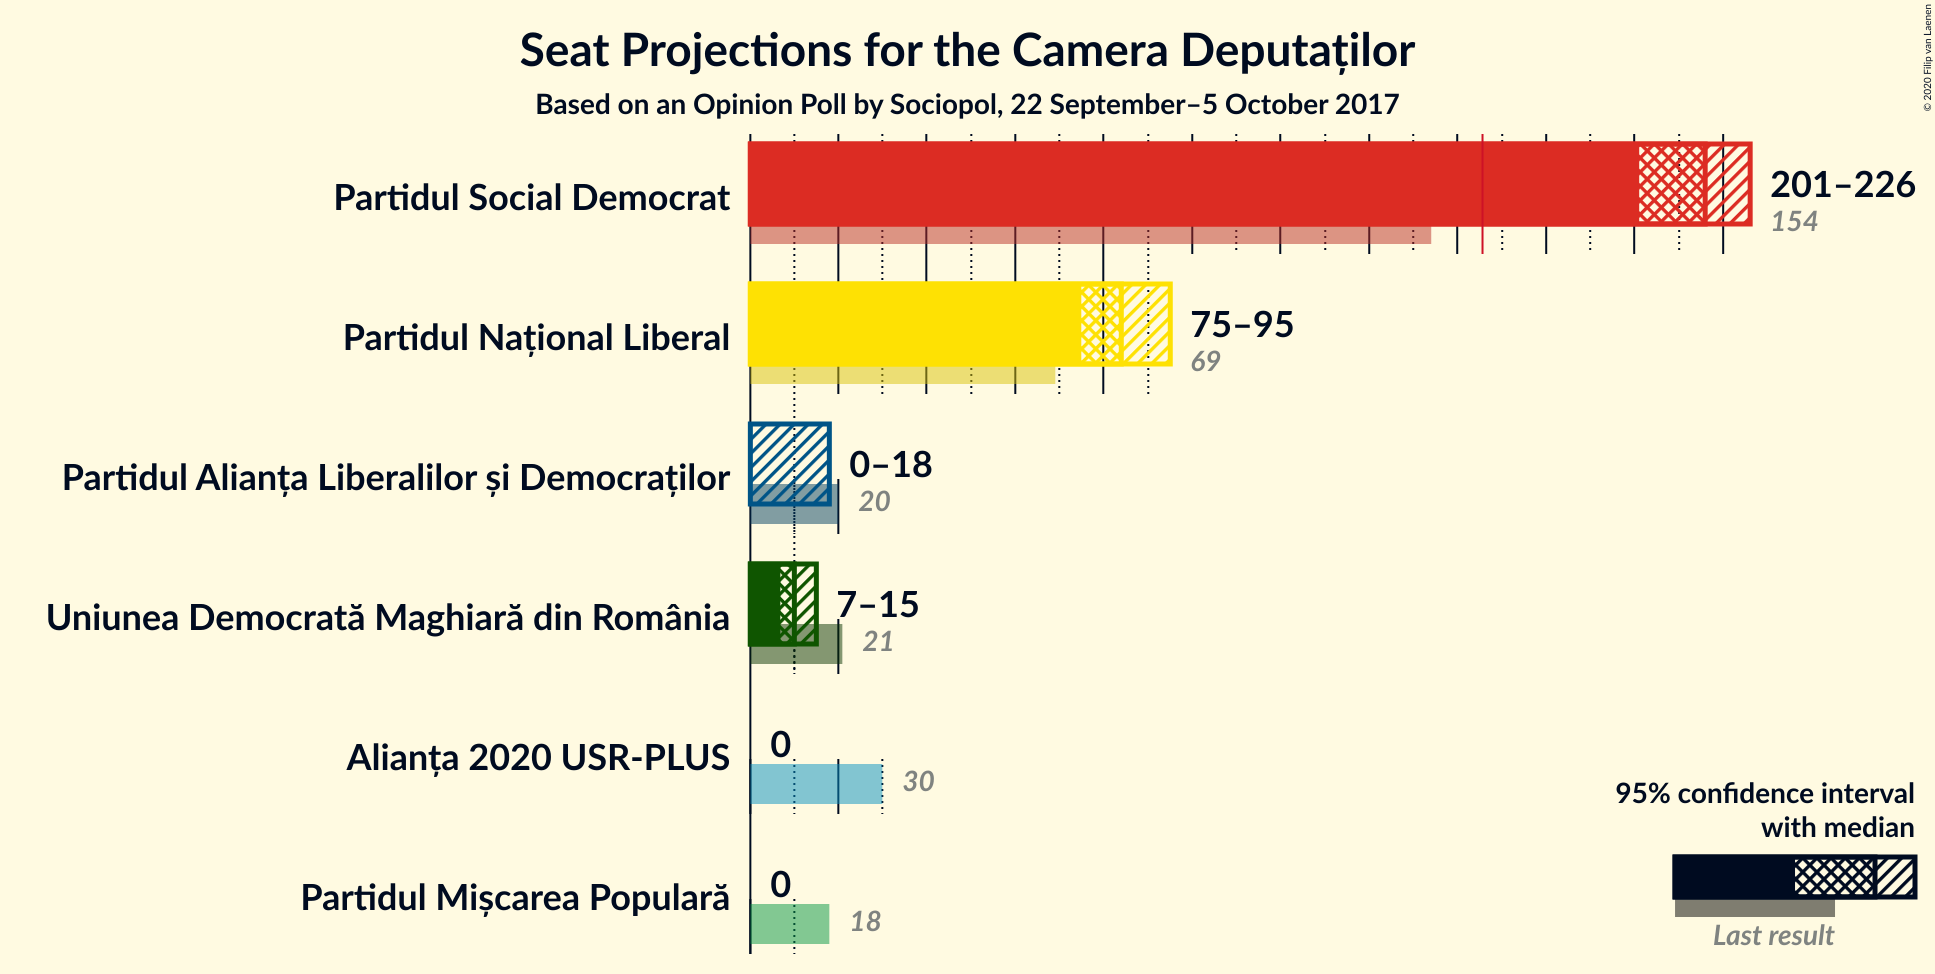 Seat Projections for the Camera Deputaților
Based on an Opinion Poll by Sociopol, 22 September–5 October 2017
© 2020 Filip van Laenen
Partidul Social Democrat
201–226
154
Partidul Național Liberal
75–95
69
Partidul Alianța Liberalilor și Democraților
0–18
20
Uniunea Democrată Maghiară din România
7–15
21
Alianța 2020 USR-PLUS
0
30
Partidul Mișcarea Populară
0
18
95% confidence interval
with median
Last result